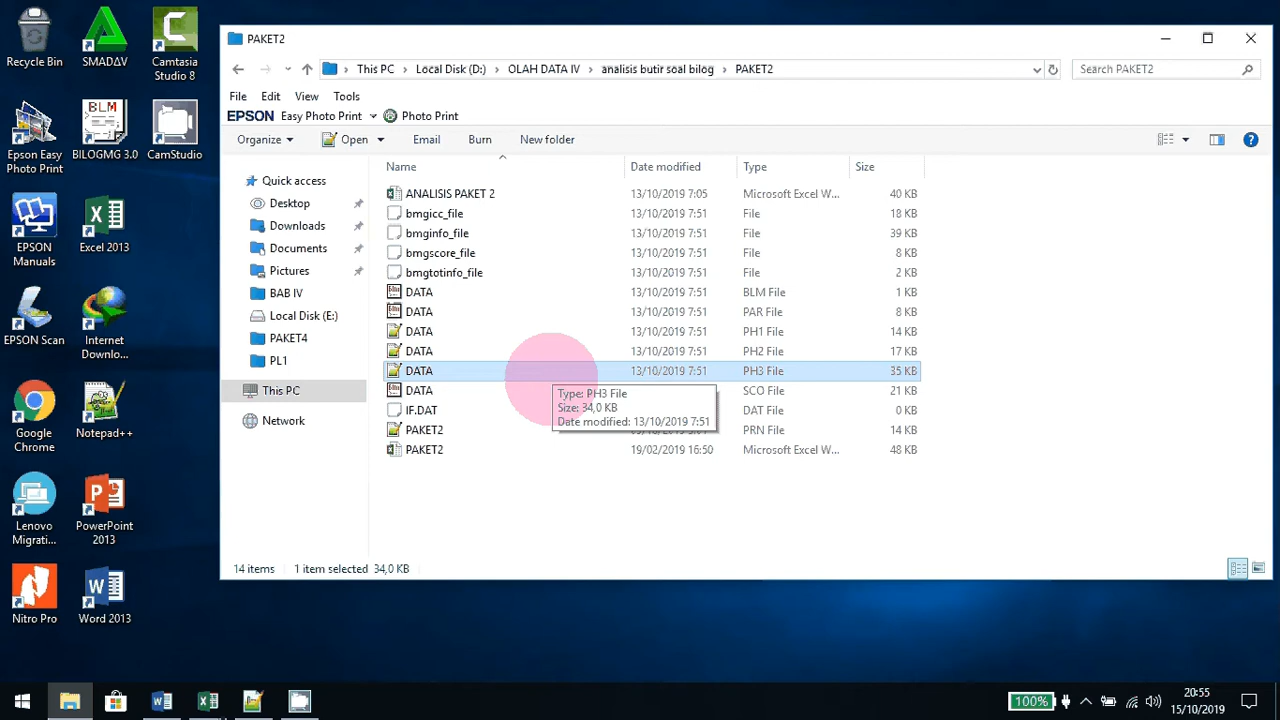 Recycle Bin
SMADΔV
Camtasia
Studio 8
Epson Easy
Photo Print
BLM
BILOGMG 3.0
CamStudio
EPSON
Manuals
Excel 2013
EPSON Scan
Internet
Downlo...
Google
Chrome
Notepad++
Lenovo
Migrati...
PowerPoint
2013
Nitro Pro
Word 2013
PAKET2
This PC > Local Disk (D:) > OLAH DATA IV > analisis butir soal bilog > PAKET2
Search PAKET2
File Edit View Tools
EPSON Easy Photo Print Photo Print
Organize Open Email Burn New folder
Name Date modified Type Size
Quick access
Desktop
Downloads
Documents
Pictures
BAB IV
Local Disk (E:)
PAKET4
PL1
This PC
Network
ANALISIS PAKET 2 13/10/2019 7:05 Microsoft Excel W... 40 KB
bmgicc_file 13/10/2019 7:51 File 18 KB
bmginfo_file 13/10/2019 7:51 File 39 KB
bmgscore_file 13/10/2019 7:51 File 8 KB
bmgtotinfo_file 13/10/2019 7:51 File 2 KB
DATA 13/10/2019 7:51 BLM File 1 KB
DATA 13/10/2019 7:51 PAR File 8 KB
DATA 13/10/2019 7:51 PH1 File 14 KB
DATA 13/10/2019 7:51 PH2 File 17 KB
DATA 13/10/2019 7:51 PH3 File 35 KB
DATA 13/10/2019 7:51 SCO File 21 KB
IF.DAT DAT File 0 KB
PAKET2 PRN File 14 KB
PAKET2 19/02/2019 16:50 Microsoft Excel W... 48 KB
Type: PH3 File
Size: 34,0 KB
Date modified: 13/10/2019 7:51
14 items 1 item selected 34,0 KB
100%
20:55
15/10/2019